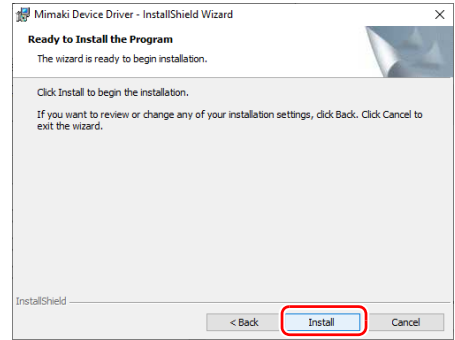 Mimaki Device Driver - InstallShield Wizard
Ready to Install the Program
The wizard is ready to begin installation.
Click Install to begin the installation.
If you want to review or change any of your installation settings, click Back. Click Cancel to
exit the wizard.
InstallShield
< Back
Install
Cancel